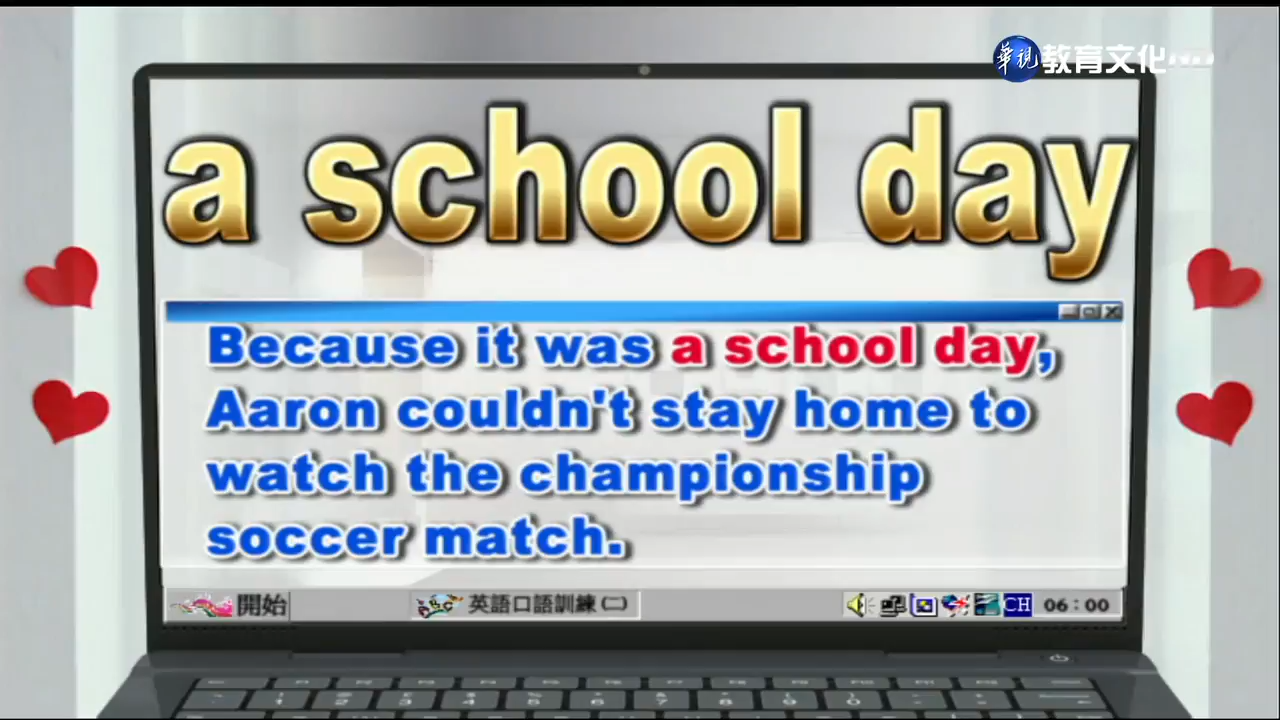 華視 教育文化 HD
a school day
Because it was a school day,
Aaron couldn't stay home to
watch the championship
soccer match.
開始 英語口語訓練(二) CH 06:00